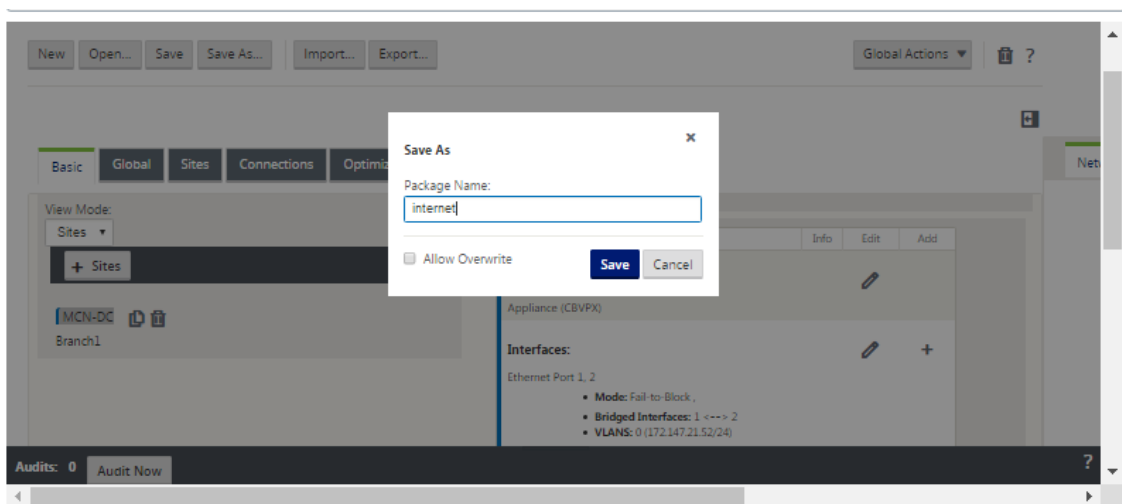 New Open... Save Save As... Import... Export... Global Actions ?
Save As
Basic Global Sites Connections Net
Package Name:
internet
View Mode:
Sites
Info Edit Add
+ Sites
Allow Overwrite Save Cancel
Appliance (CBVPX)
MCN-DC
Branch1
Interfaces:
Ethernet Port 1, 2
Mode: Fail-to-Block ,
Bridged Interfaces: 1 <--> 2
VLANS: 0 (172.147.21.52/24)
Audits: 0 Audit Now ?